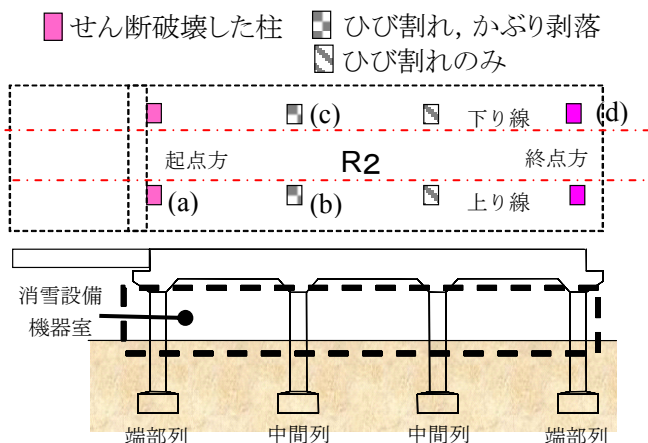 せん断破壊した柱 ひび割れ，かぶり剥落
ひび割れのみ
(c) 下り線 (d)
起点方 R2 終点方
(a) (b) 上り線
消雪設備
機器室
端部列 中間列 中間列 端部列